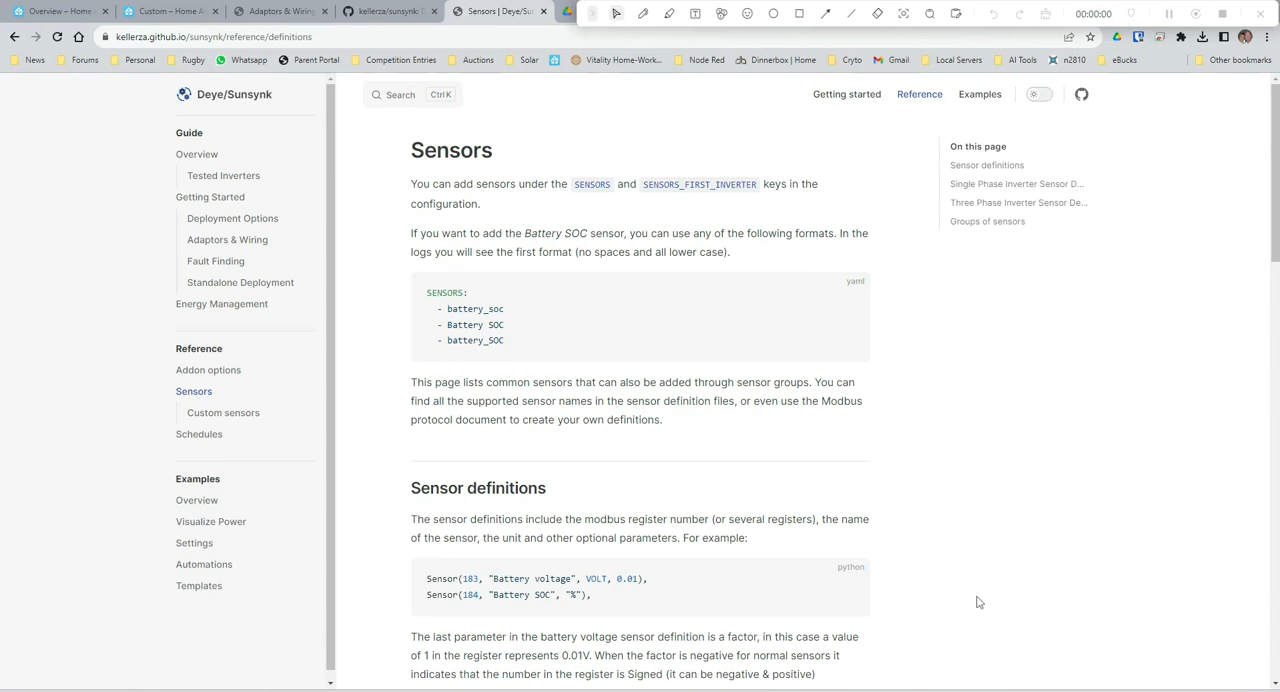 Overview – Home A
Custom – Home As
Adaptors & Wiring
kellerza/sunsynk: D
Sensors | Deye/Sun
00:00:00
kellerza.github.io/sunsynk/reference/definitions
News
Forums
Personal
Rugby
Whatsapp
Parent Portal
Competition Entries
Auctions
Solar
Vitality Home-Work...
Node Red
Dinnerbox | Home
Cryto
Gmail
Local Servers
AI Tools
n2810
eBucks
Other bookmarks
Deye/Sunsynk
Search Ctrl K
Getting started
Reference
Examples
Guide
Overview
Tested Inverters
Getting Started
Deployment Options
Adaptors & Wiring
Fault Finding
Standalone Deployment
Energy Management
Reference
Addon options
Sensors
Custom sensors
Schedules
Examples
Overview
Visualize Power
Settings
Automations
Templates
Sensors
You can add sensors under the SENSORS and SENSORS_FIRST_INVERTER keys in the
configuration.
If you want to add the Battery SOC sensor, you can use any of the following formats. In the
logs you will see the first format (no spaces and all lower case).
yaml
SENSORS:
- battery_soc
- Battery SOC
- battery_SOC
This page lists common sensors that can also be added through sensor groups. You can
find all the supported sensor names in the sensor definition files, or even use the Modbus
protocol document to create your own definitions.
Sensor definitions
The sensor definitions include the modbus register number (or several registers), the name
of the sensor, the unit and other optional parameters. For example:
python
Sensor(183, "Battery voltage", VOLT, 0.01),
Sensor(184, "Battery SOC", "%"),
The last parameter in the battery voltage sensor definition is a factor, in this case a value
of 1 in the register represents 0.01V. When the factor is negative for normal sensors it
indicates that the number in the register is Signed (it can be negative & positive)
On this page
Sensor definitions
Single Phase Inverter Sensor D...
Three Phase Inverter Sensor De...
Groups of sensors